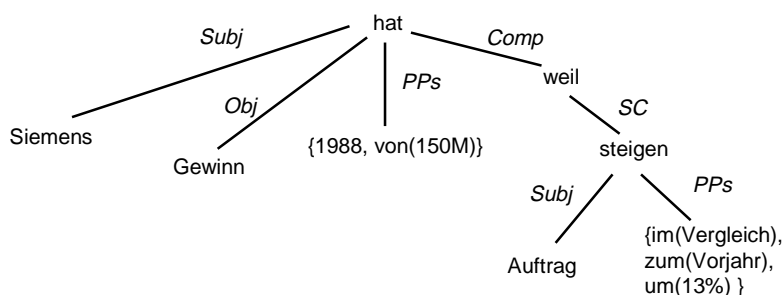 hat
Subj
Comp
weil
Obj
PPs
SC
Siemens
Gewinn
{1988, von(150M)}
steigen
Subj
PPs
Auftrag
{im(Vergleich),
zum(Vorjahr),
um(13%) }